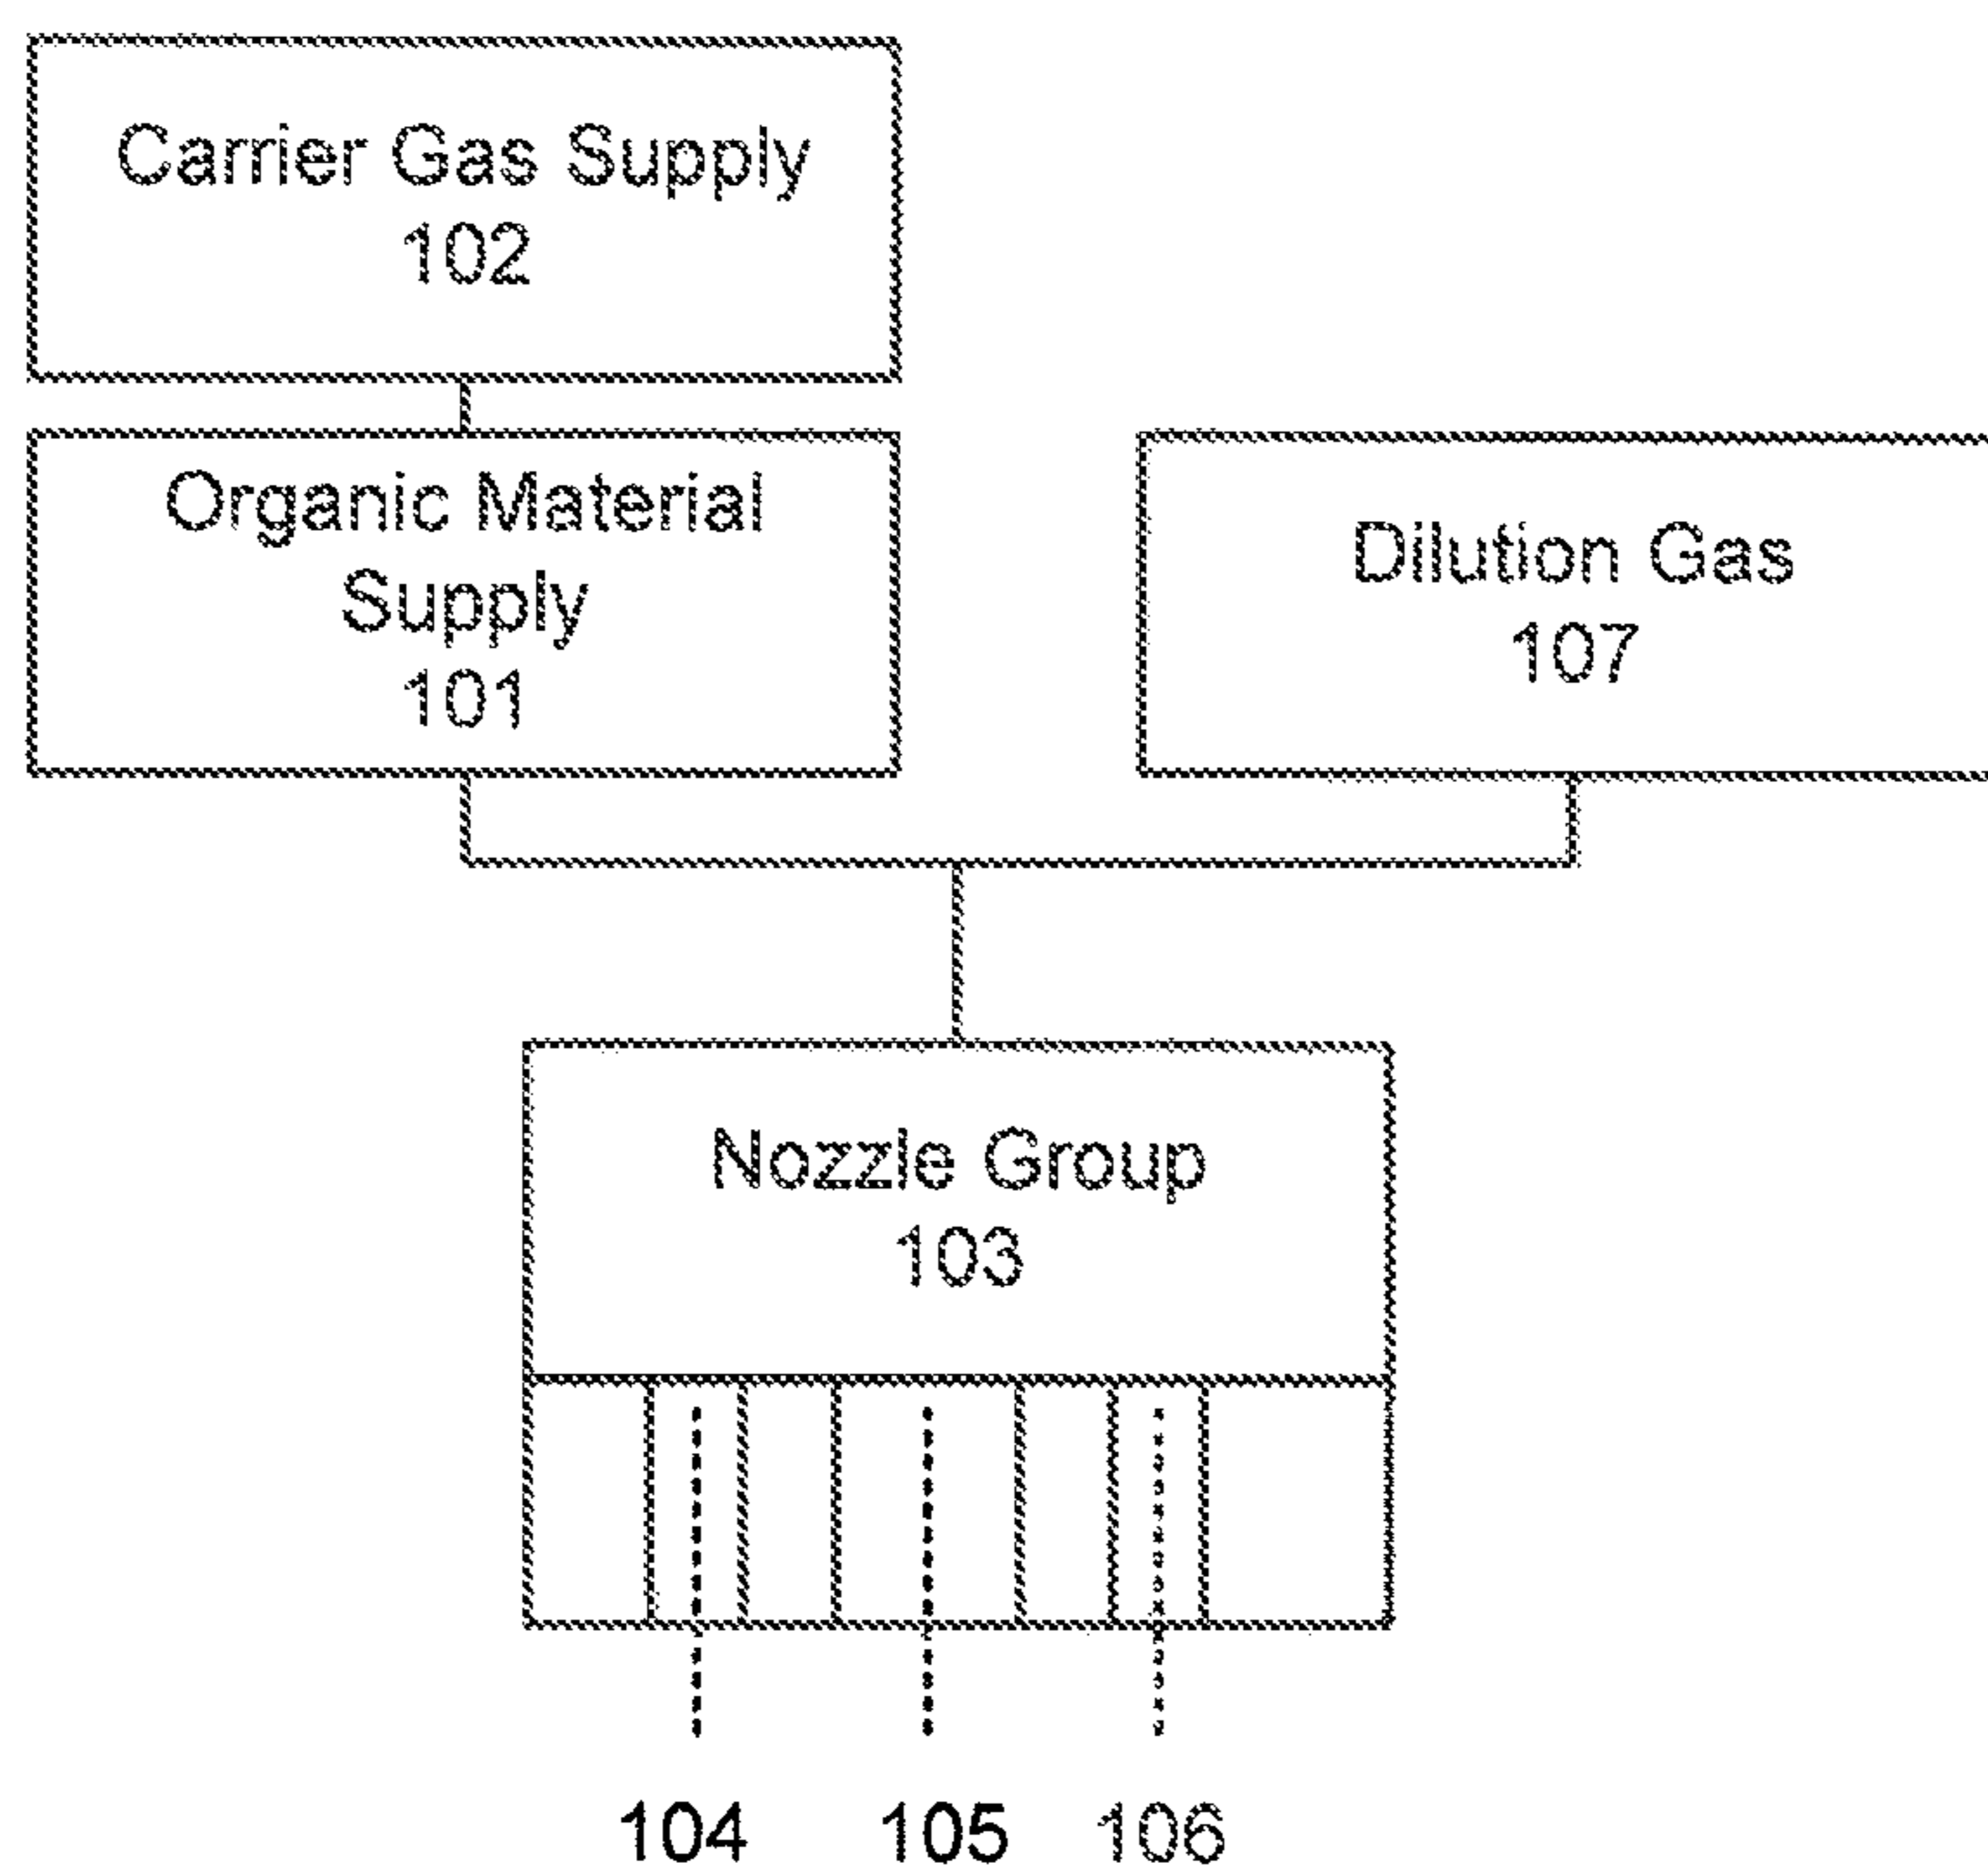 Carrier Gas Supply
102
Organic Material
Supply
101
Dilution Gas
107
Nozzle Group
103
104 105 106